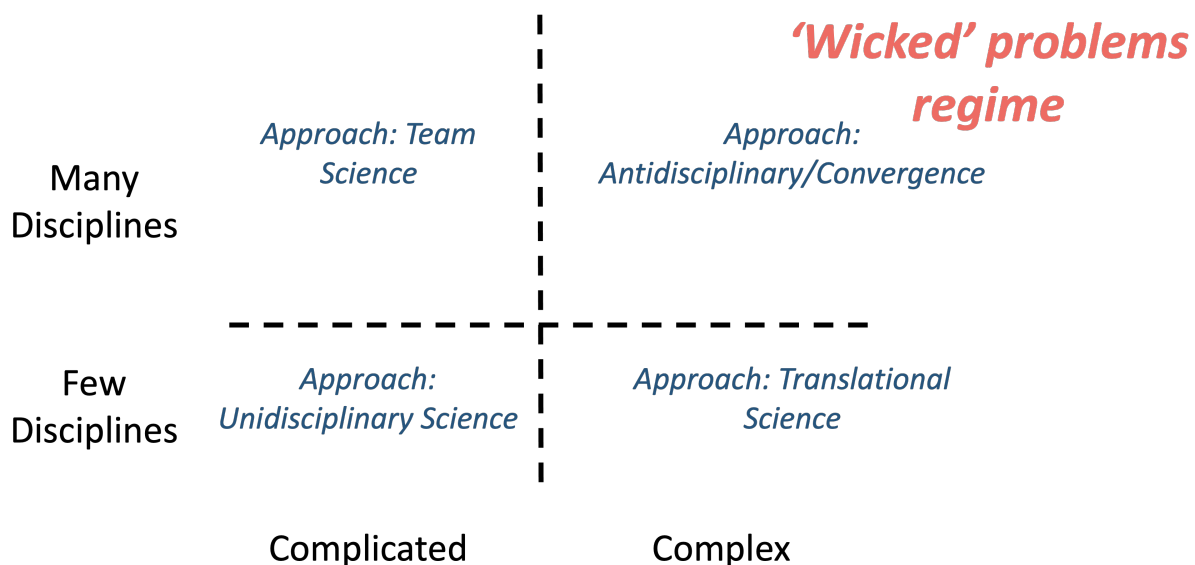 ‘Wicked’ problems
regime
Approach: Team
Science
Approach:
Antidisciplinary/Convergence
Many
Disciplines
Few
Disciplines
Approach:
Unidisciplinary Science
Approach: Translational
Science
Complicated
Complex